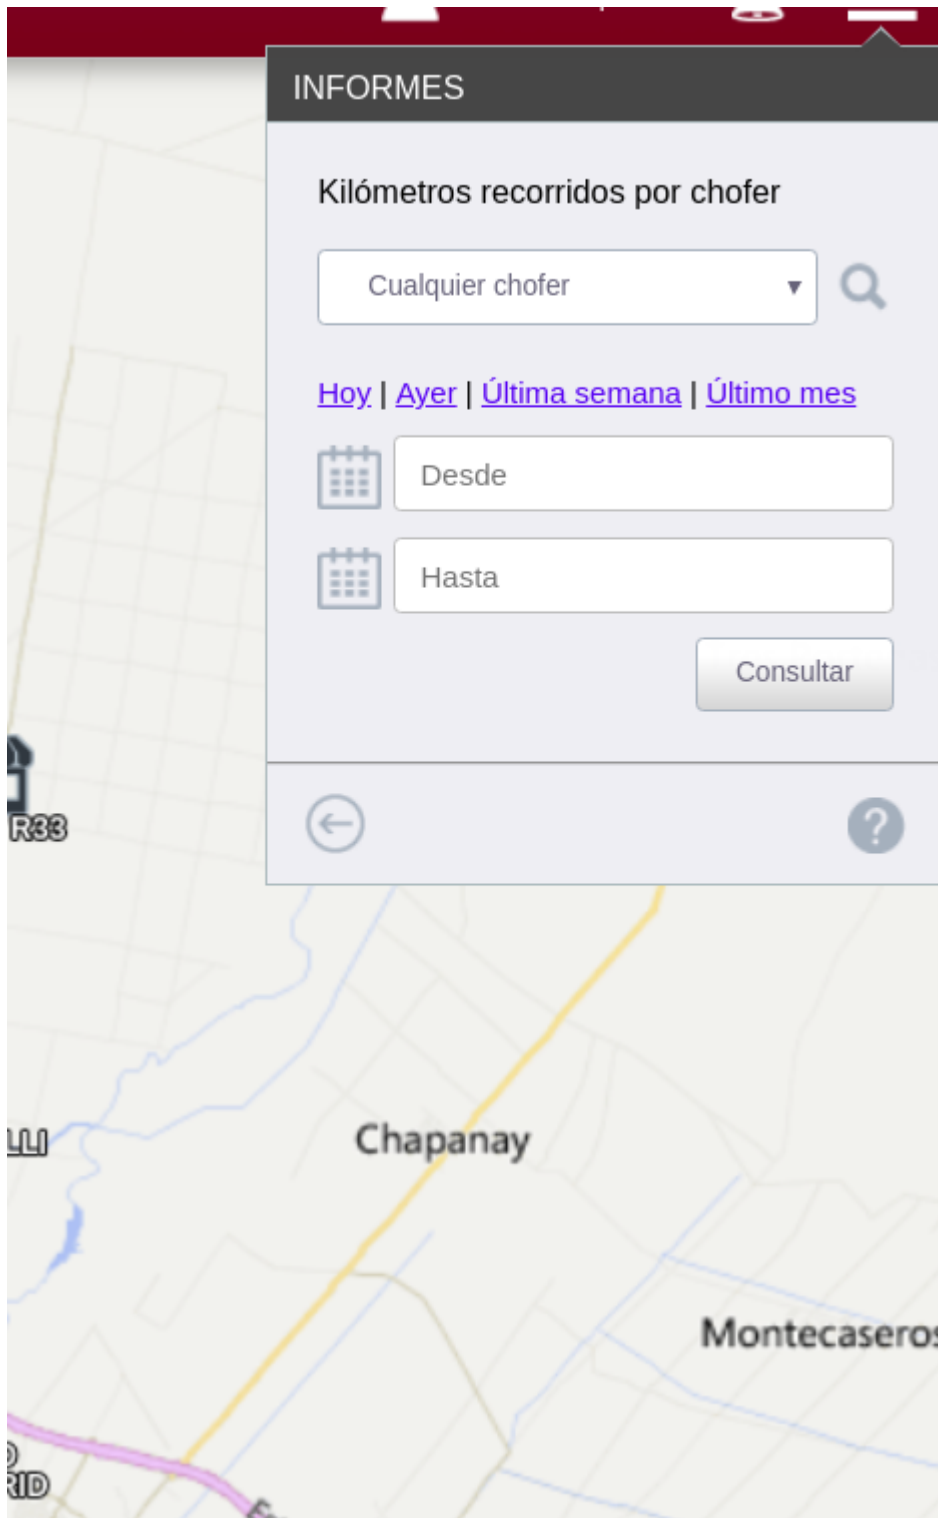 INFORMES
Kilómetros recorridos por chofer
Cualquier chofer ▼
Hoy | Ayer | Última semana | Último mes
Desde
Hasta
Consultar
R33
?
Chapanay
Montecaseros